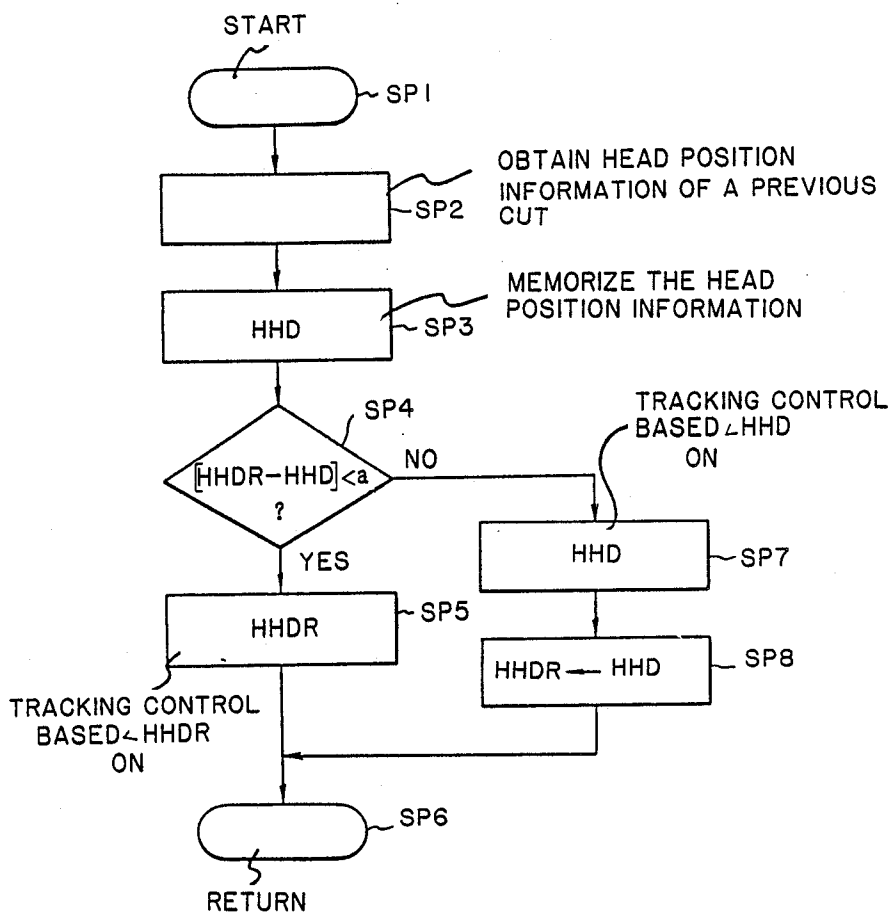 START
SP1
OBTAIN HEAD POSITION
INFORMATION OF A PREVIOUS
CUT
SP2
MEMORIZE THE HEAD
POSITION INFORMATION
HHD
SP3
SP4
[HHDR-HHD]<a
?
NO
YES
TRACKING CONTROL
BASED∠HHD
ON
HHD
SP7
HHDR
SP5
HHDR ← HHD
SP8
TRACKING CONTROL
BASED∠HHDR
ON
SP6
RETURN